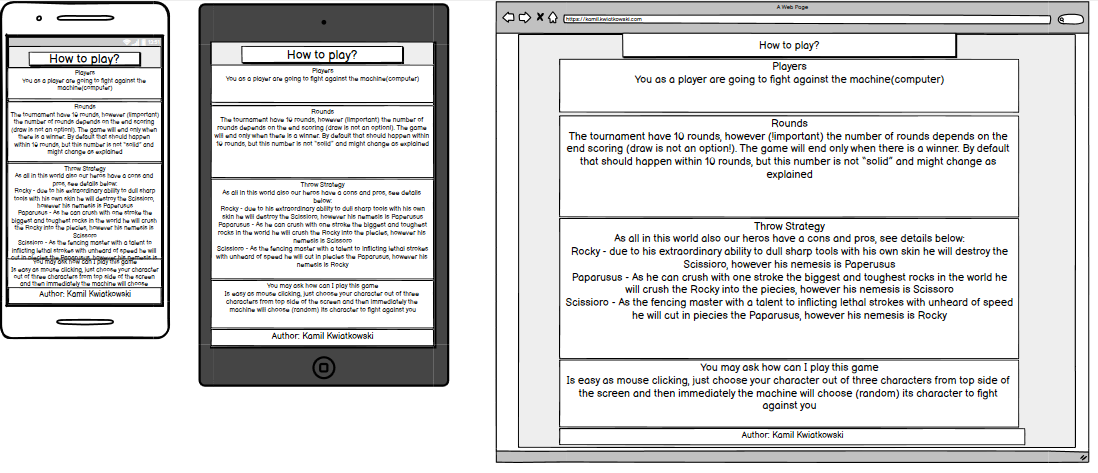 How to play?
Players
You as a player are going to fight against the
machine(computer)
Rounds
The tournament have 10 rounds, however (!important)
the number of rounds depends on the end scoring
(draw is not an option!). The game will end only when
there is a winner. By default that should happen
within 10 rounds, but this number is not "solid" and
might change as explained
Throw Strategy
As all in this world also our heros have a cons and
pros, see details below:
Rocky - due to his extraordinary ability to dull sharp
tools with his own skin he will destroy the Scissioro,
however his nemesis is Paperusus
Paparusus - As he can crush with one stroke the
biggest and toughest rocks in the world he will crush
the Rocky into the piecies, however his nemesis is
Scissoro
Scissioro - As the fencing master with a talent to
inflicting lethal strokes with unheard of speed he will
cut in piecies the Paparusus, however his nemesis is
You may ask how can I play this game
Is easy as mouse clicking, just choose your character
out of three characters from top side of the screen
and then immediately the machine will choose
Author: Kamil Kwiatkowski
How to play?
Players
You as a player are going to fight against the machine(computer)
Rounds
The tournament have 10 rounds, however (!important) the number of
rounds depends on the end scoring (draw is not an option!). The game
will end only when there is a winner. By default that should happen within
10 rounds, but this number is not "solid" and might change as explained
Throw Strategy
As all in this world also our heros have a cons and pros, see details
below:
Rocky - due to his extraordinary ability to dull sharp tools with his own
skin he will destroy the Scissioro, however his nemesis is Paperusus
Paparusus - As he can crush with one stroke the biggest and toughest
rocks in the world he will crush the Rocky into the piecies, however his
nemesis is Scissoro
Scissioro - As the fencing master with a talent to inflicting lethal strokes
with unheard of speed he will cut in piecies the Paparusus, however his
nemesis is Rocky
You may ask how can I play this game
Is easy as mouse clicking, just choose your character out of three
characters from top side of the screen and then immediately the
machine will choose (random) its character to fight against you
Author: Kamil Kwiatkowski
A Web Page
https://kamil.kwiatkowski.com
How to play?
Players
You as a player are going to fight against the machine(computer)
Rounds
The tournament have 10 rounds, however (!important) the number of rounds depends on the
end scoring (draw is not an option!). The game will end only when there is a winner. By default
that should happen within 10 rounds, but this number is not "solid" and might change as
explained
Throw Strategy
As all in this world also our heros have a cons and pros, see details below:
Rocky - due to his extraordinary ability to dull sharp tools with his own skin he will destroy the
Scissioro, however his nemesis is Paperusus
Paparusus - As he can crush with one stroke the biggest and toughest rocks in the world he
will crush the Rocky into the piecies, however his nemesis is Scissoro
Scissioro - As the fencing master with a talent to inflicting lethal strokes with unheard of speed
he will cut in piecies the Paparusus, however his nemesis is Rocky
You may ask how can I play this game
Is easy as mouse clicking, just choose your character out of three characters from top side of
the screen and then immediately the machine will choose (random) its character to fight
against you
Author: Kamil Kwiatkowski